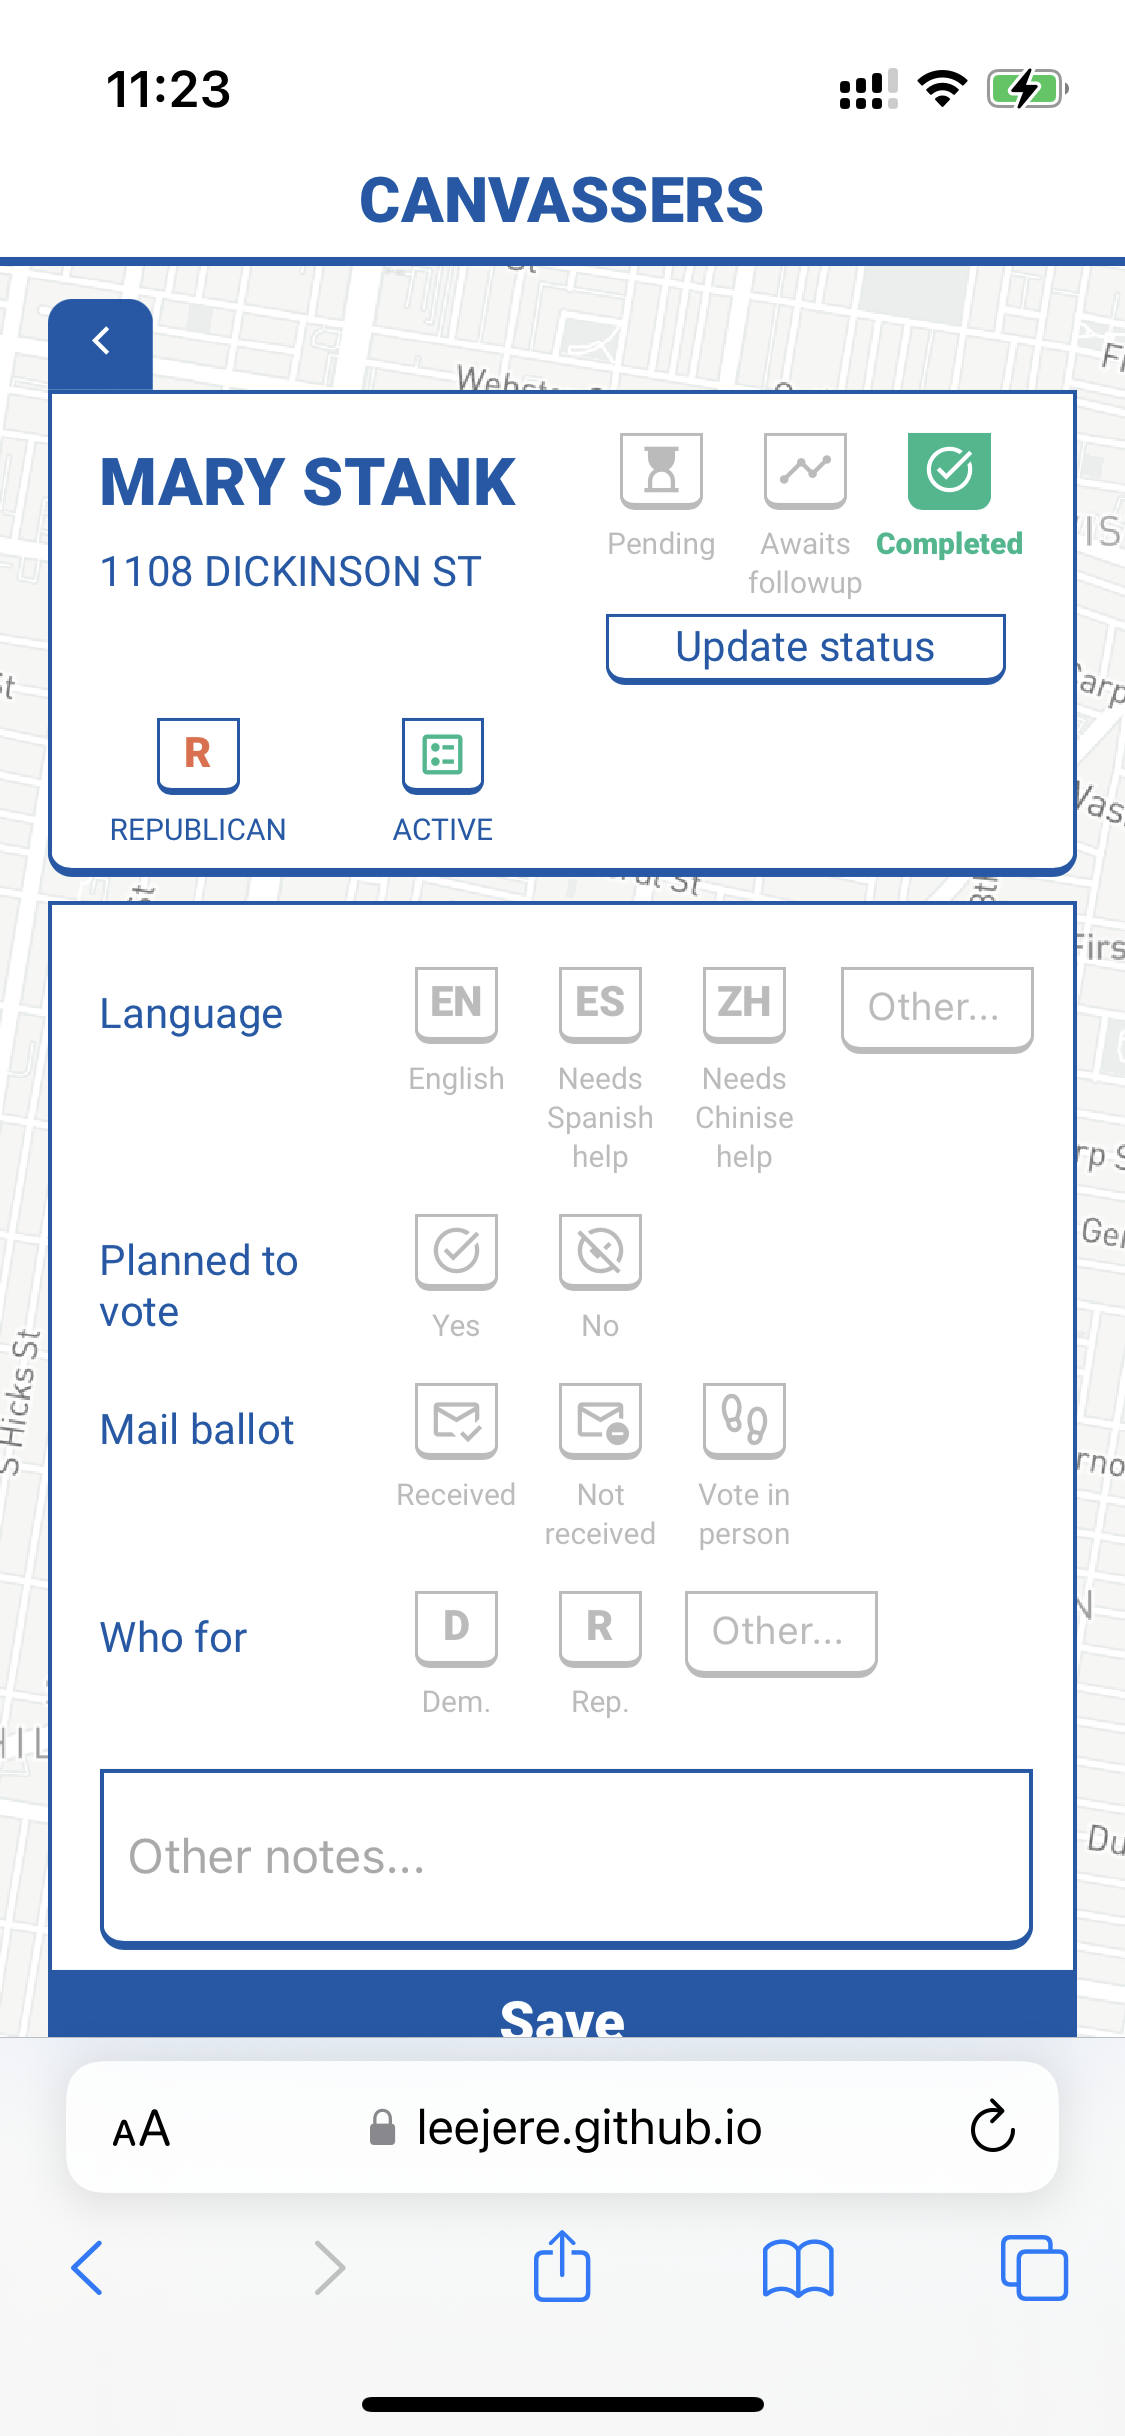 11:23
CANVASSERS
MARY STANK
1108 DICKINSON ST
Pending
Awaits
followup
Completed
Update status
R
REPUBLICAN
ACTIVE
Language
EN
English
ES
Needs
Spanish
help
ZH
Needs
Chinise
help
Other...
Planned to
vote
Yes
No
Mail ballot
Received
Not
received
Vote in
person
Who for
D
Dem.
R
Rep.
Other...
Other notes...
Save
S Hicks St
AA
leejere.github.io